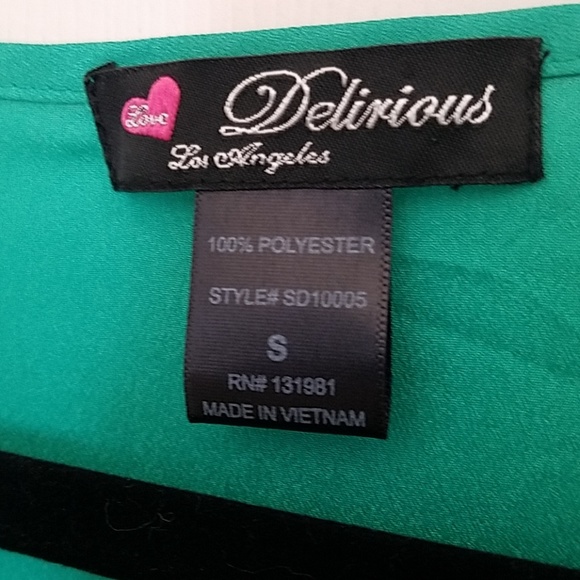 Love Delirious
Los Angeles
100% POLYESTER
STYLE# SD10005
S
RN# 131981
MADE IN VIETNAM